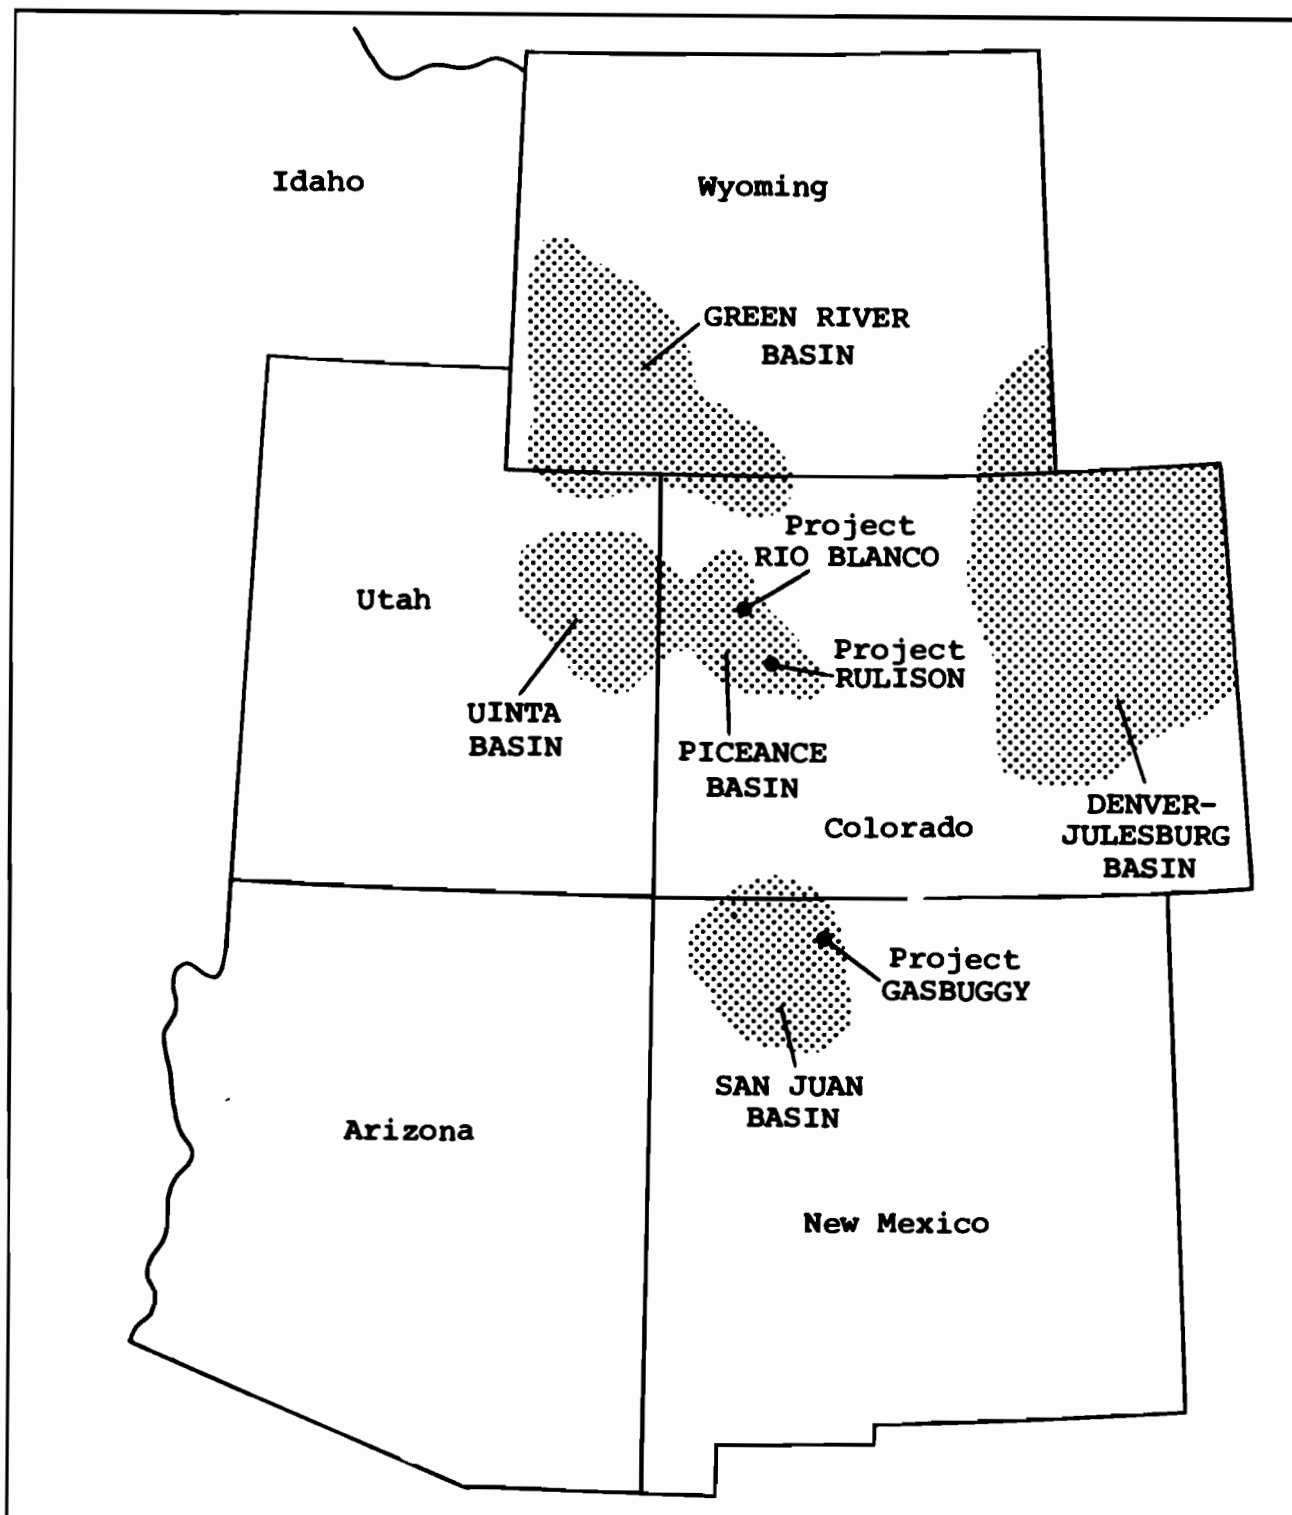 Idaho
Wyoming
GREEN RIVER
BASIN
Project
RIO BLANCO
Utah
Project
RULISON
UINTA
BASIN
PICEANCE
BASIN
DENVER-
JULESBURG
BASIN
Colorado
Project
GASBUGGY
SAN JUAN
BASIN
Arizona
New Mexico